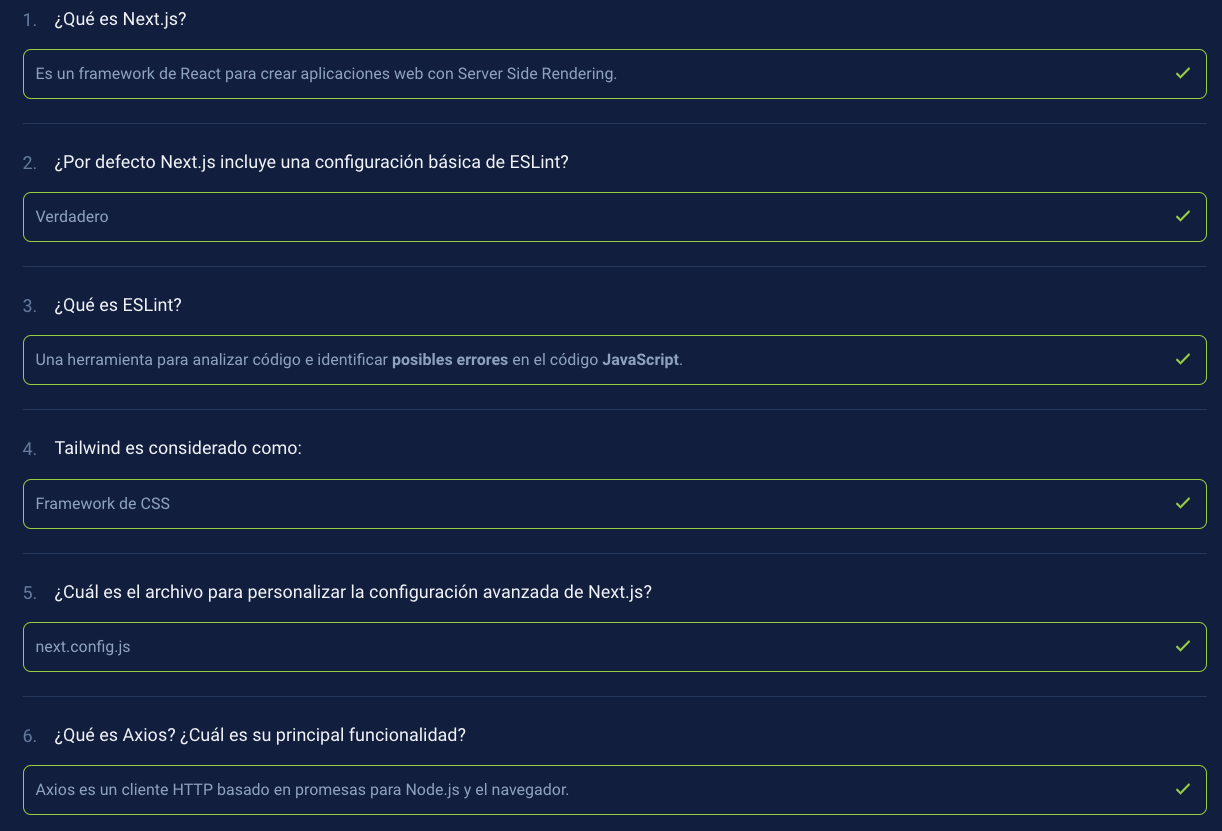 1. ¿Qué es Next.js?
Es un framework de React para crear aplicaciones web con Server Side Rendering.
2. ¿Por defecto Next.js incluye una configuración básica de ESLint?
Verdadero
3. ¿Qué es ESLint?
Una herramienta para analizar código e identificar posibles errores en el código JavaScript.
4. Tailwind es considerado como:
Framework de CSS
5. ¿Cuál es el archivo para personalizar la configuración avanzada de Next.js?
next.config.js
6. ¿Qué es Axios? ¿Cuál es su principal funcionalidad?
Axios es un cliente HTTP basado en promesas para Node.js y el navegador.